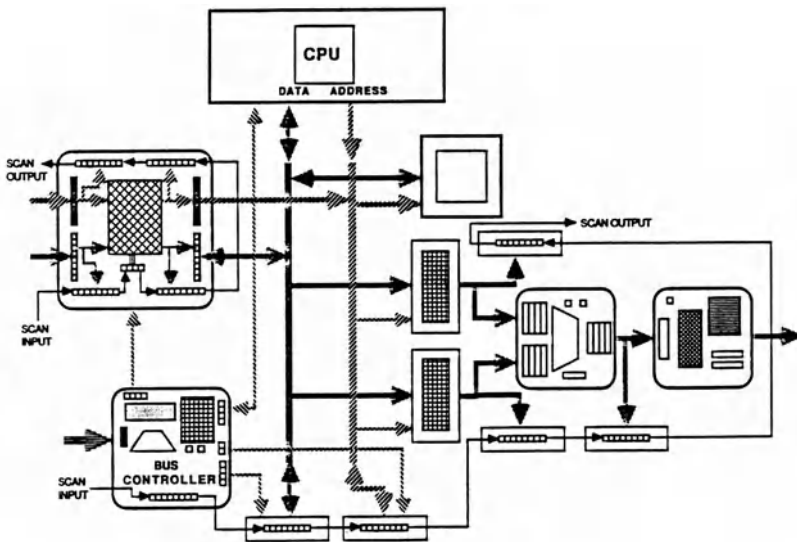 CPU
DATA ADDRESS
SCAN
OUTPUT
SCAN OUTPUT
SCAN
INPUT
BUS
CONTROLLER
SCAN
INPUT